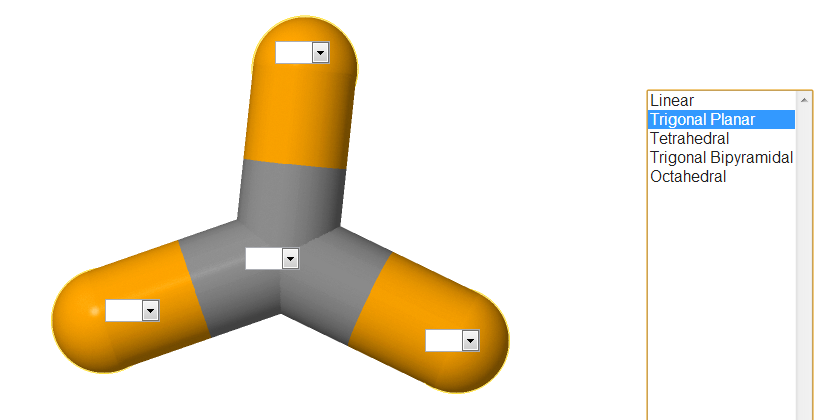 Linear
Trigonal Planar
Tetrahedral
Trigonal Bipyramidal
Octahedral